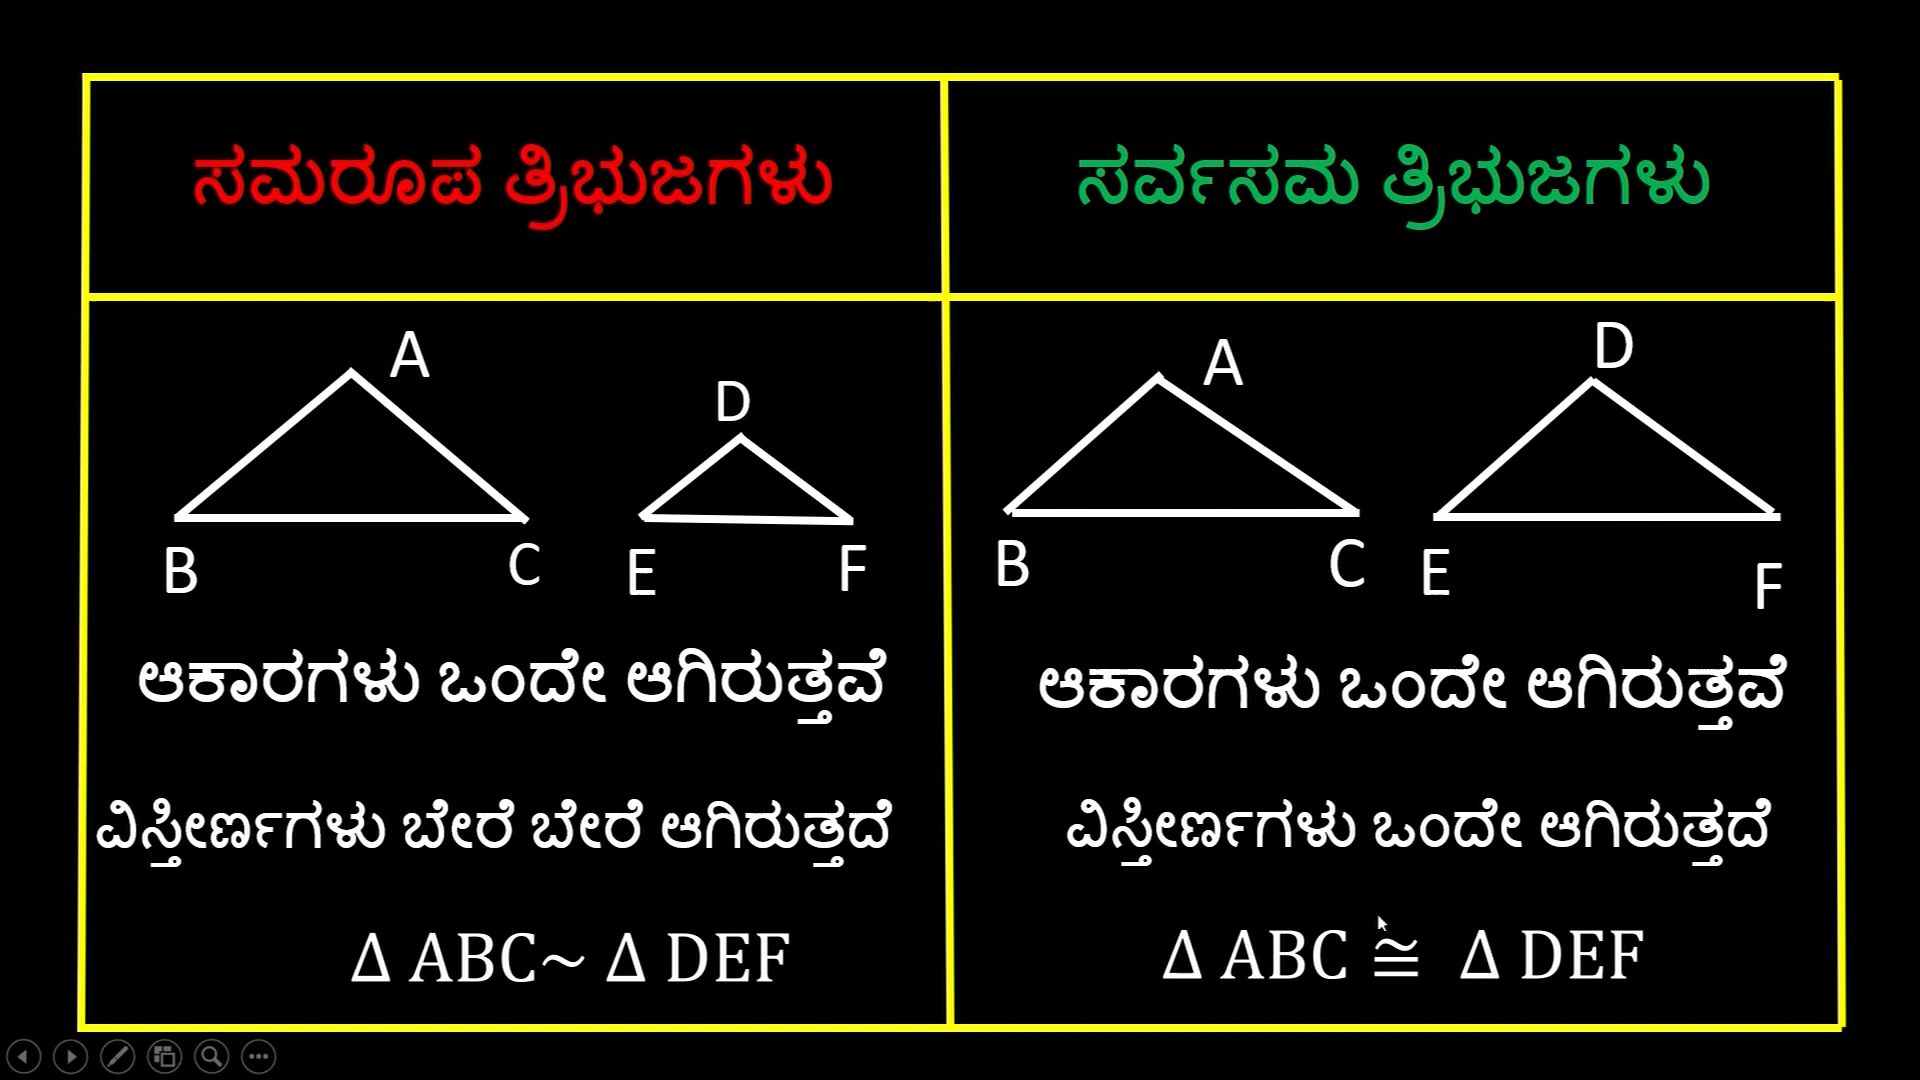 ಸಮರೂಪ ತ್ರಿಭುಜಗಳು
A
D
B
C
E
F
ಆಕಾರಗಳು ಒಂದೇ ಆಗಿರುತ್ತವೆ
ವಿಸ್ತೀರ್ಣಗಳು ಬೇರೆ ಬೇರೆ ಆಗಿರುತ್ತದೆ
Δ ABC~ Δ DEF
ಸರ್ವಸಮ ತ್ರಿಭುಜಗಳು
A
D
B
C
E
F
ಆಕಾರಗಳು ಒಂದೇ ಆಗಿರುತ್ತವೆ
ವಿಸ್ತೀರ್ಣಗಳು ಒಂದೇ ಆಗಿರುತ್ತದೆ
Δ ABC ≅ Δ DEF